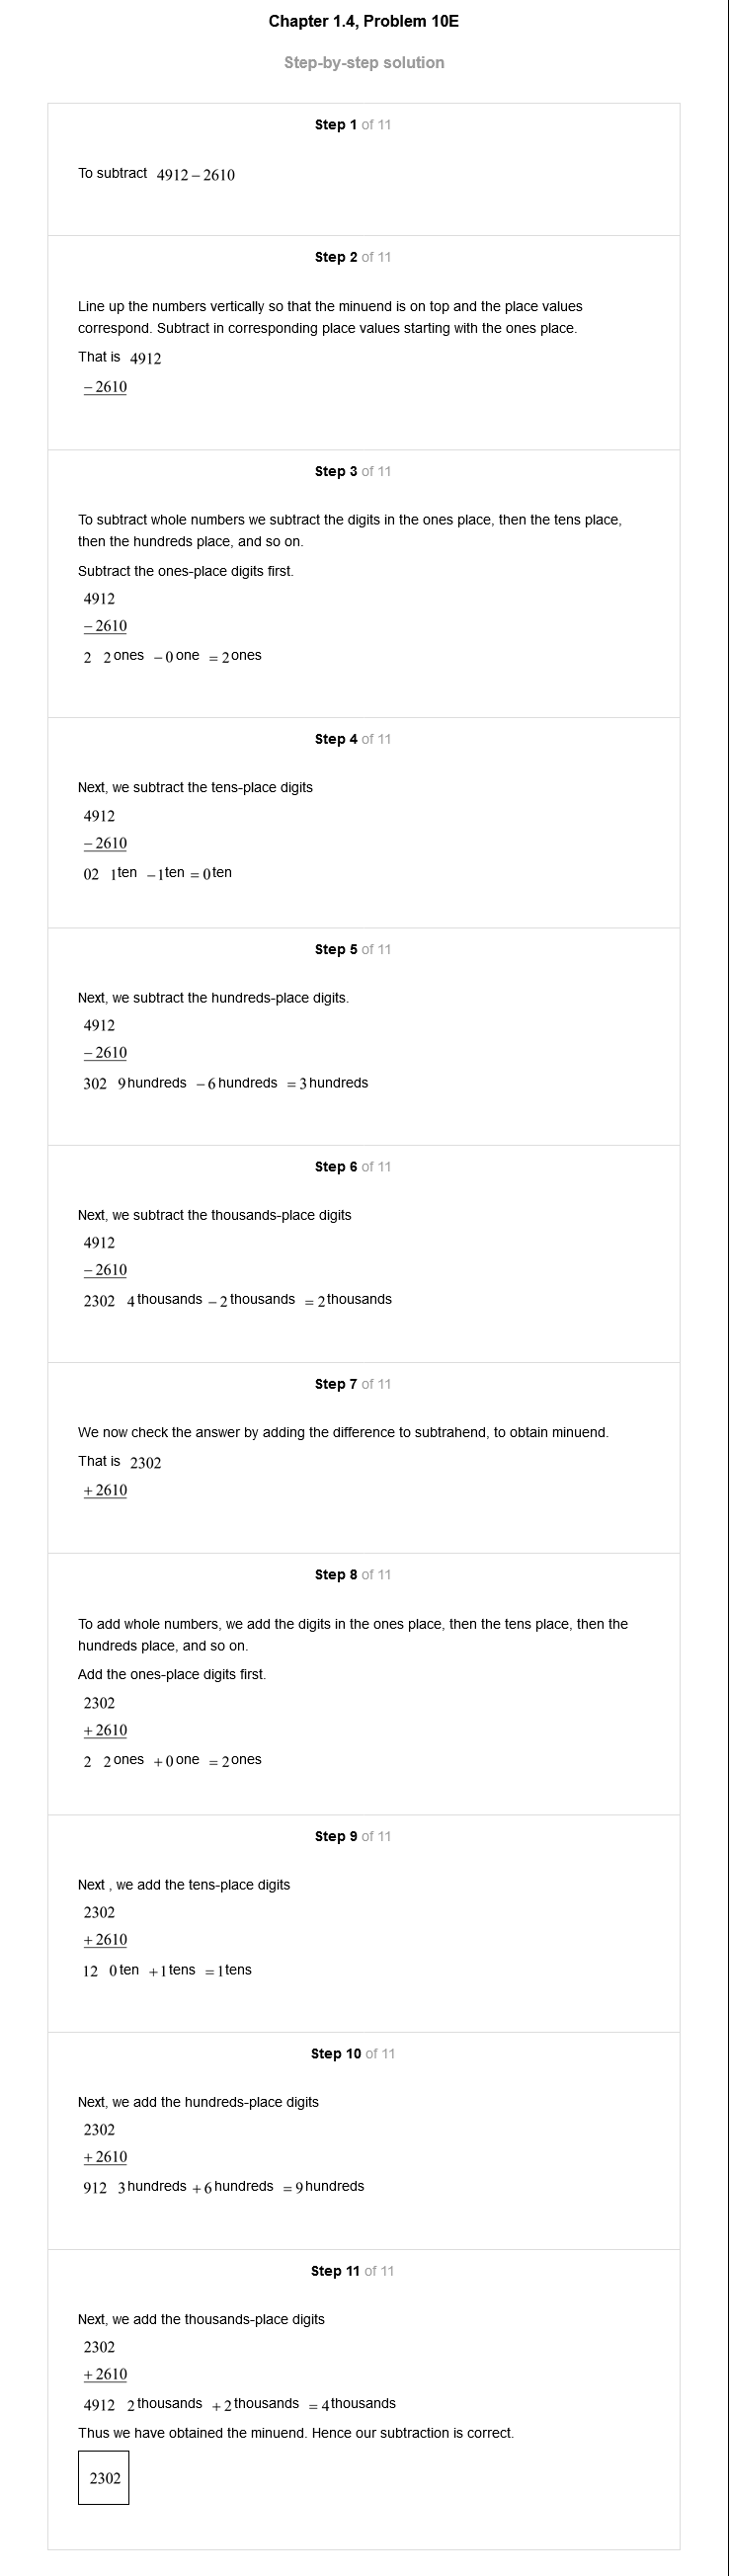 Chapter 1.4, Problem 10E
Step-by-step solution
Step 1 of 11
To subtract 4912 – 2610
Step 2 of 11
Line up the numbers vertically so that the minuend is on top and the place values
correspond. Subtract in corresponding place values starting with the ones place.
That is 4912
– 2610
Step 3 of 11
To subtract whole numbers we subtract the digits in the ones place, then the tens place,
then the hundreds place, and so on.
Subtract the ones-place digits first.
4912
– 2610
2 2 ones – 0 one = 2 ones
Step 4 of 11
Next, we subtract the tens-place digits
4912
– 2610
02 1 ten – 1 ten = 0 ten
Step 5 of 11
Next, we subtract the hundreds-place digits.
4912
– 2610
302 9 hundreds – 6 hundreds = 3 hundreds
Step 6 of 11
Next, we subtract the thousands-place digits
4912
– 2610
2302 4 thousands – 2 thousands = 2 thousands
Step 7 of 11
We now check the answer by adding the difference to subtrahend, to obtain minuend.
That is 2302
+ 2610
Step 8 of 11
To add whole numbers, we add the digits in the ones place, then the tens place, then the
hundreds place, and so on.
Add the ones-place digits first.
2302
+ 2610
2 2 ones + 0 one = 2 ones
Step 9 of 11
Next , we add the tens-place digits
2302
+ 2610
12 0 ten + 1 tens = 1 tens
Step 10 of 11
Next, we add the hundreds-place digits
2302
+ 2610
912 3 hundreds + 6 hundreds = 9 hundreds
Step 11 of 11
Next, we add the thousands-place digits
2302
+ 2610
4912 2 thousands + 2 thousands = 4 thousands
Thus we have obtained the minuend. Hence our subtraction is correct.
2302